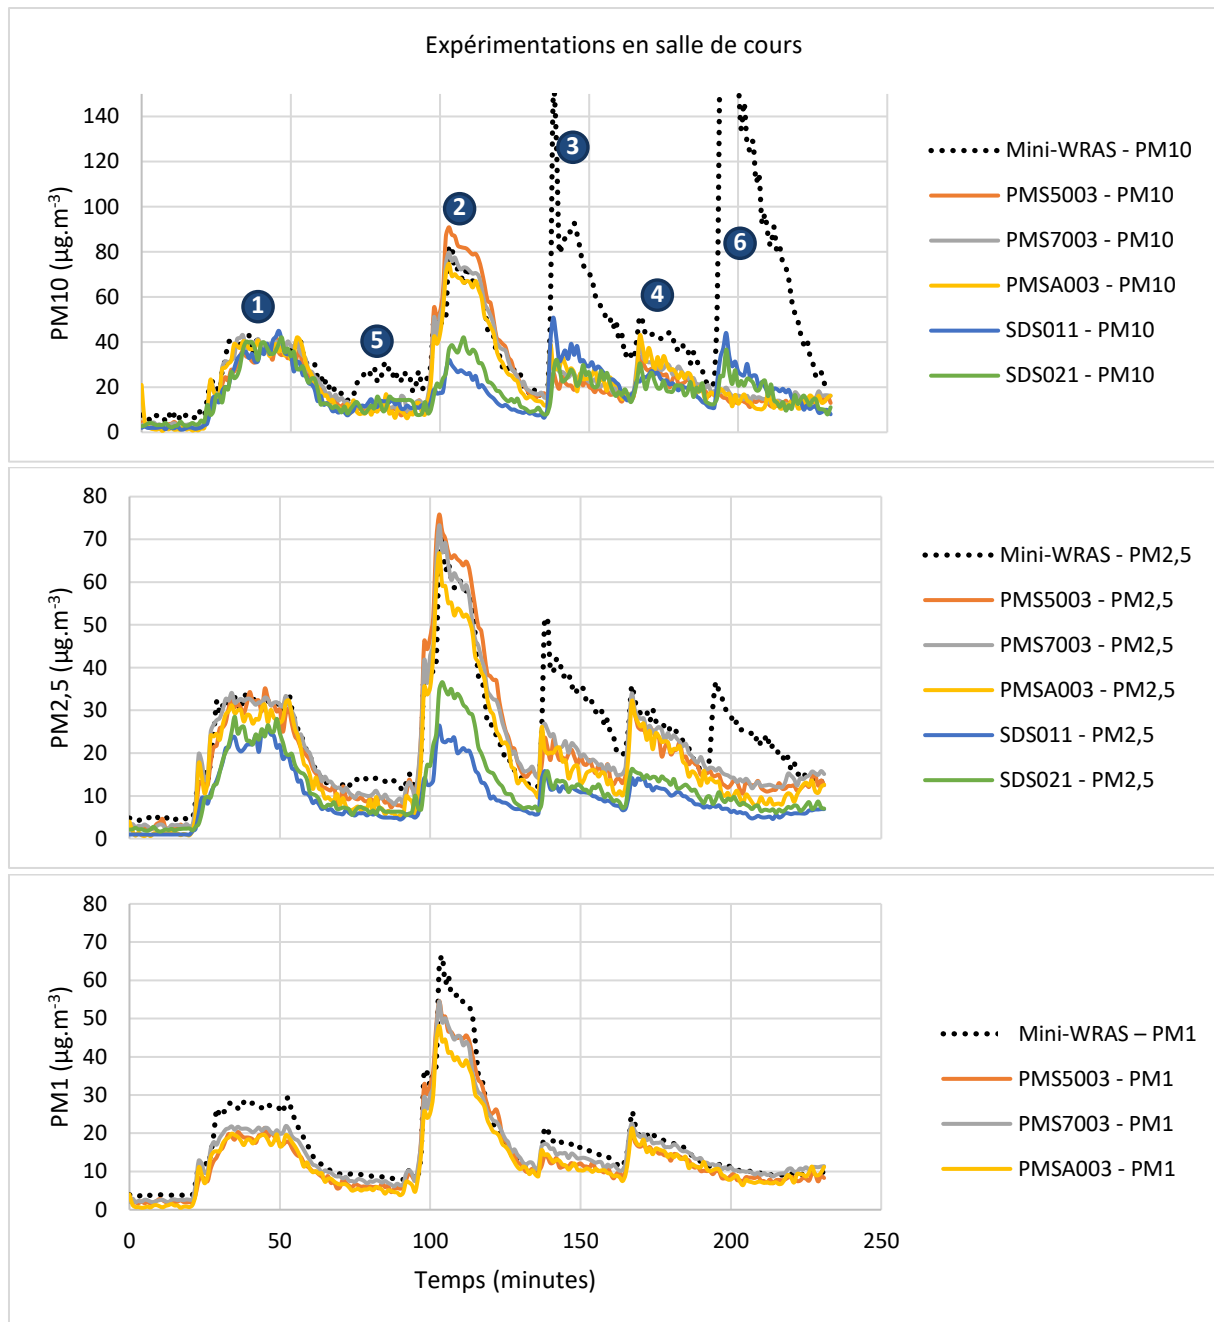 Expérimentations en salle de cours
PM10 (µg.m⁻³)
140
120
100
80
60
40
20
0
1
5
2
3
4
6
Mini-WRAS - PM10
PMS5003 - PM10
PMS7003 - PM10
PMSA003 - PM10
SDS011 - PM10
SDS021 - PM10
PM2,5 (µg.m⁻³)
80
70
60
50
40
30
20
10
0
Mini-WRAS - PM2,5
PMS5003 - PM2,5
PMS7003 - PM2,5
PMSA003 - PM2,5
SDS011 - PM2,5
SDS021 - PM2,5
PM1 (µg.m⁻³)
80
70
60
50
40
30
20
10
0
0 50 100 150 200 250
Temps (minutes)
Mini-WRAS – PM1
PMS5003 - PM1
PMS7003 - PM1
PMSA003 - PM1